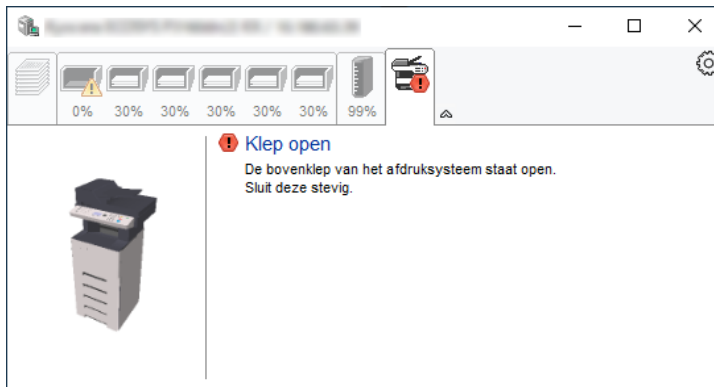 0% 30% 30% 30% 30% 30% 99%
Klep open
De bovenklep van het afdruksysteem staat open.
Sluit deze stevig.